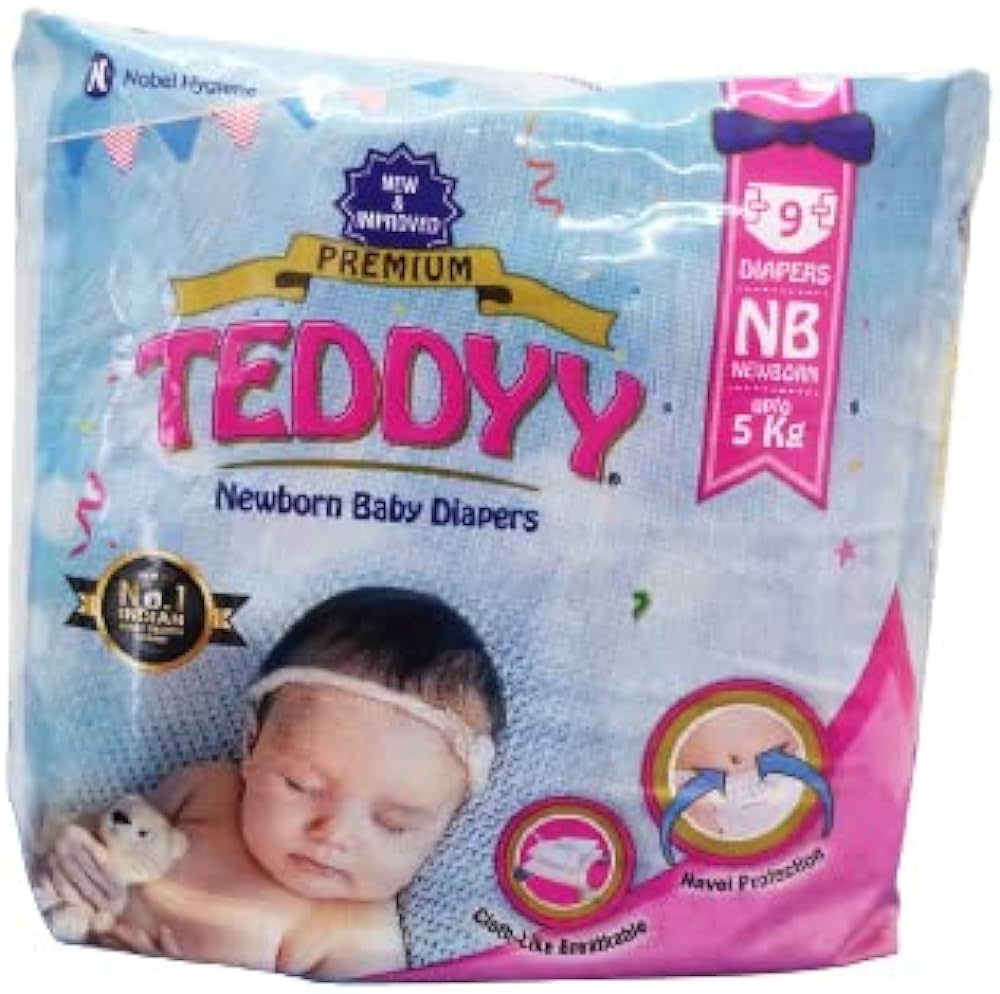 N Nobel Hygiene
NEW
&
IMPROVED
PREMIUM
TEDDYY
Newborn Baby Diapers
9
DIAPERS
NB
NEWBORN
upto
5 Kg
No.1
INDIAN
Cloth-Like Breathable
Navel Protection